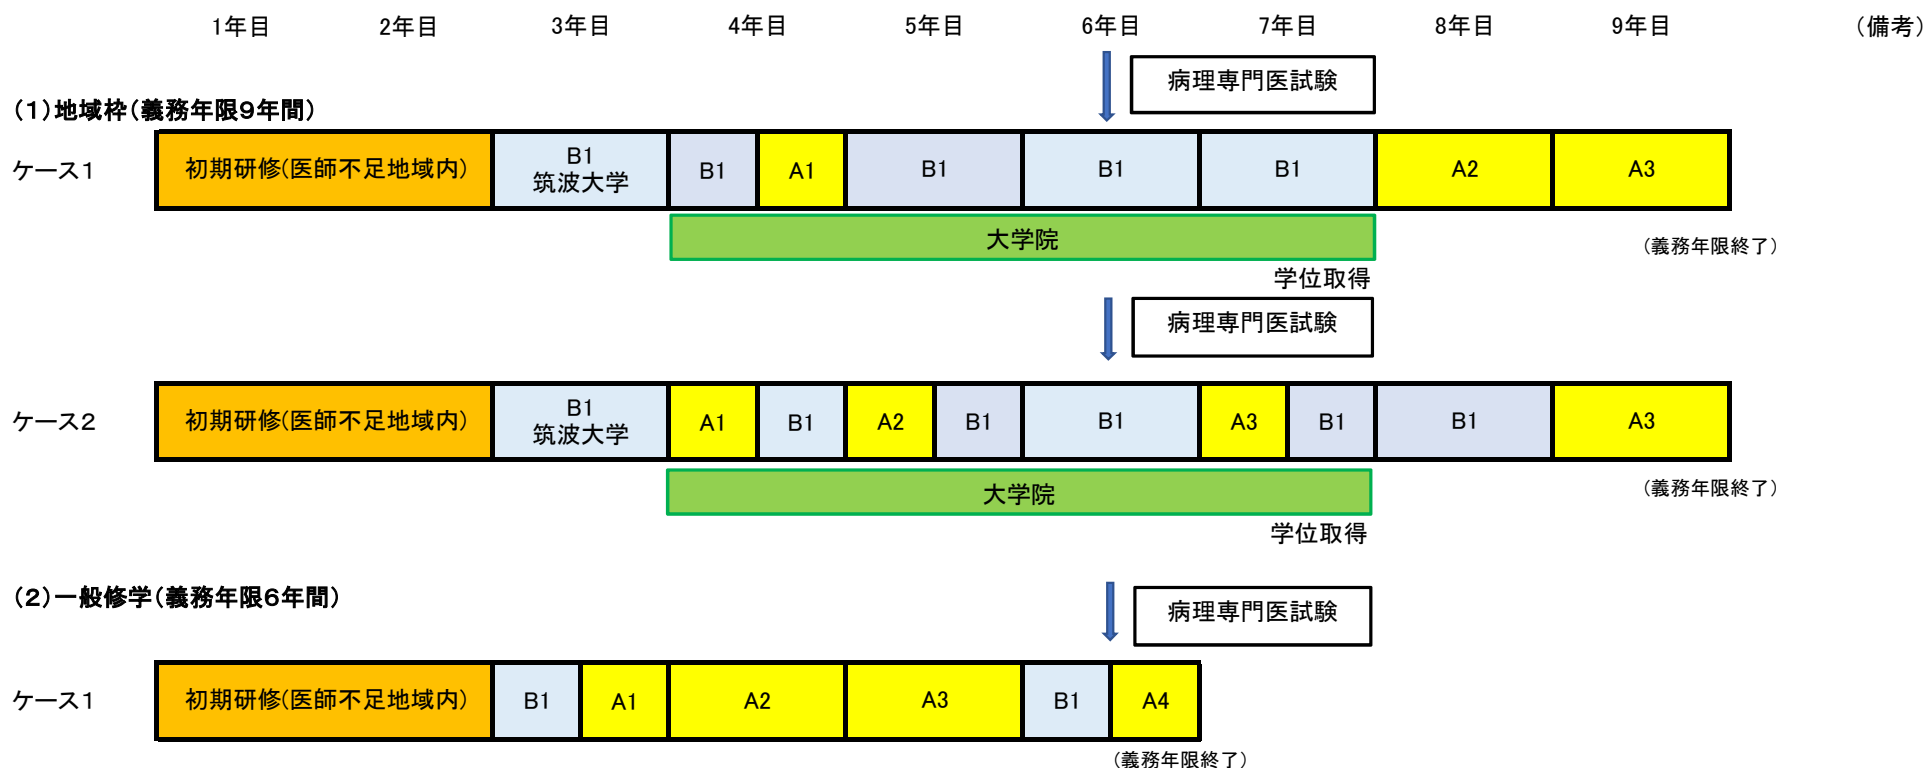 1年目 2年目 3年目 4年目 5年目 6年目 7年目 8年目 9年目 (備考)
病理専門医試験
(1)地域枠(義務年限9年間)
ケース1 初期研修(医師不足地域内) B1 筑波大学 B1 A1 B1 B1 B1 A2 A3
大学院
(義務年限終了)
学位取得
病理専門医試験
ケース2 初期研修(医師不足地域内) B1 筑波大学 A1 B1 A2 B1 B1 A3 B1 B1 A3
大学院
(義務年限終了)
学位取得
(2)一般修学(義務年限6年間)
病理専門医試験
ケース1 初期研修(医師不足地域内) B1 A1 A2 A3 B1 A4
(義務年限終了)